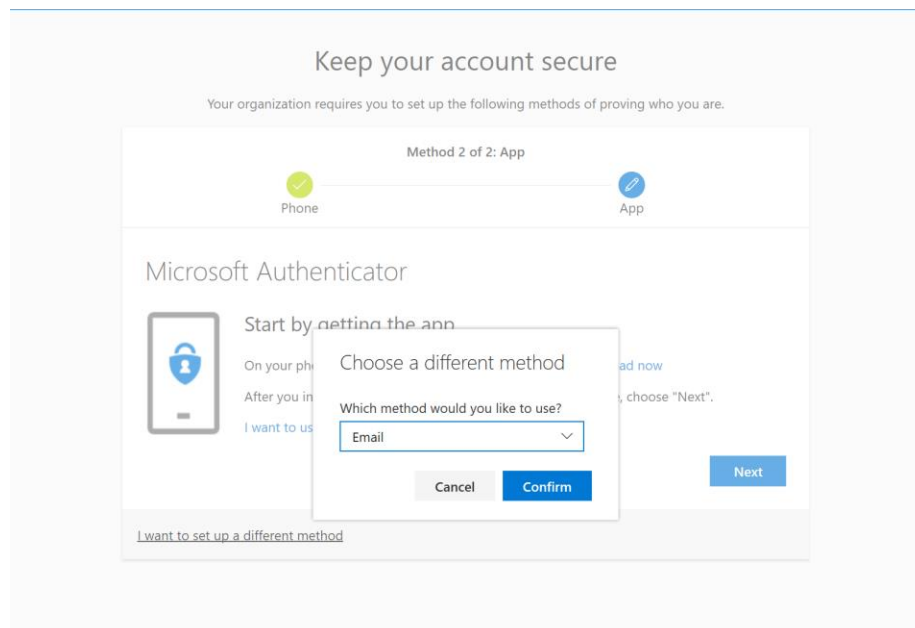 Keep your account secure
Your organization requires you to set up the following methods of proving who you are.
Method 2 of 2: App
Phone
App
Microsoft Authenticator
Start by getting the app
On your pho
ad now
After you in
, choose "Next".
I want to us
Choose a different method
Which method would you like to use?
Email
Cancel
Confirm
Next
I want to set up a different method